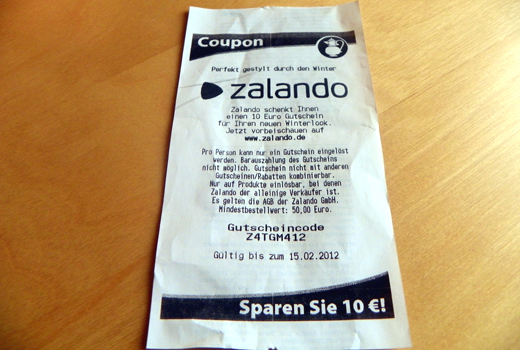 Coupon
Perfekt gestylt durch den Winter
zalando
Zalando schenkt Ihnen
einen 10 Euro Gutschein
für Ihren neuen Winterlook.
Jetzt vorbeischauen auf
www.zalando.de
Pro Person kann nur ein Gutschein eingelöst
werden. Barauszahlung des Gutscheins
nicht möglich. Gutschein nicht mit anderen
Gutscheinen/Rabatten kombinierbar.
Nur auf Produkte einlösbar, bei denen
Zalando der alleinige Verkäufer ist.
Es gelten die AGB der Zalando GmbH.
Mindestbestellwert: 50,00 Euro.
Gutscheincode
Z4TGM412
Gültig bis zum 15.02.2012
Sparen Sie 10 €!